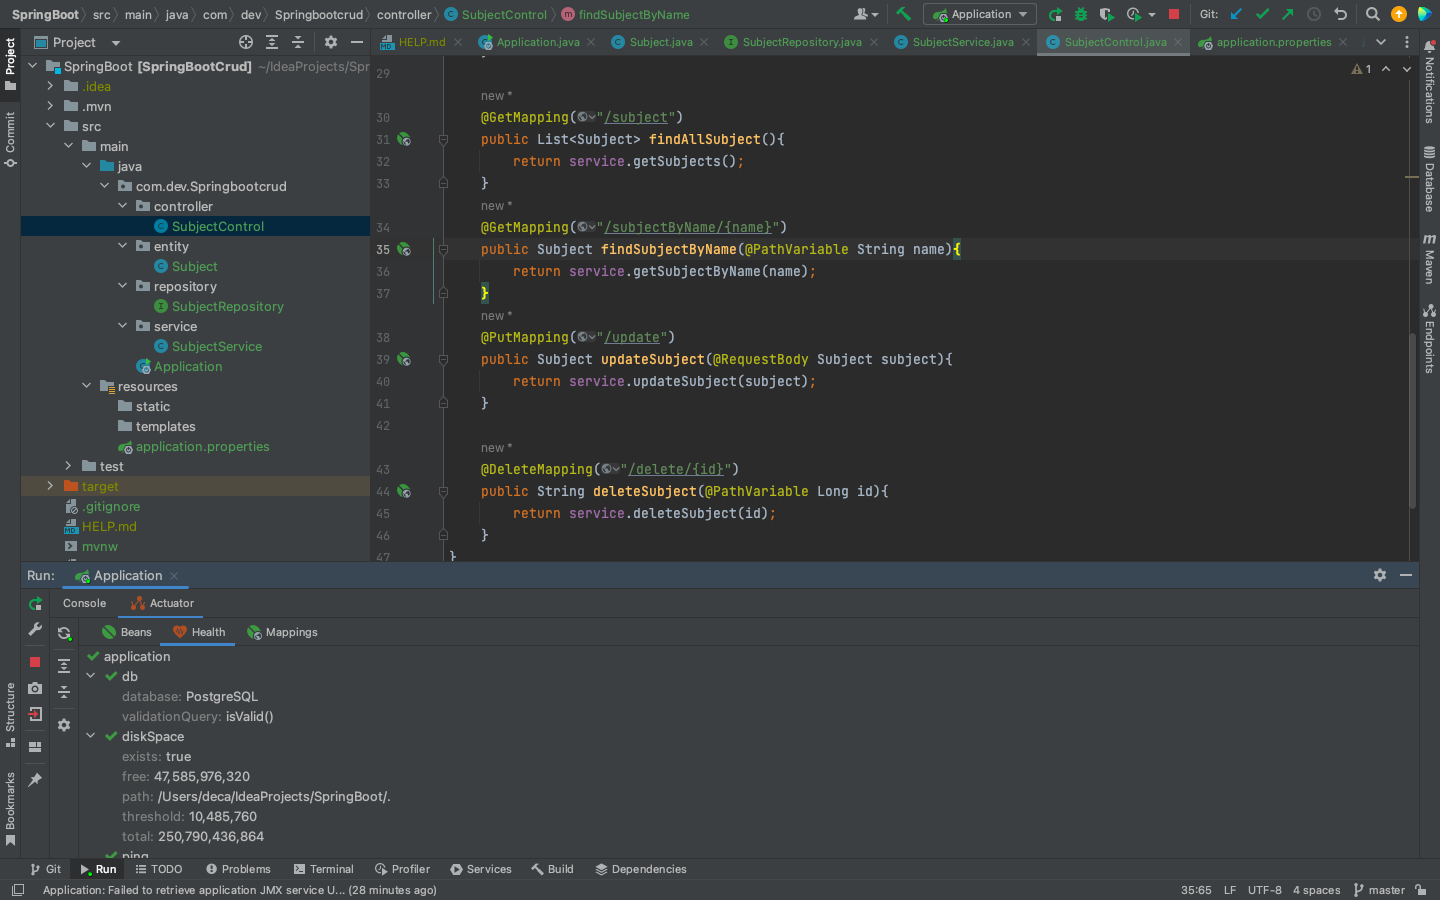 SpringBoot src main java com dev Springbootcrud controller SubjectControl findSubjectByName Application Git:
Project HELP.md Application.java Subject.java SubjectRepository.java SubjectService.java SubjectControl.java application.properties
Project
Commit
Structure
Bookmarks
SpringBoot [SpringBootCrud] ~/IdeaProjects/Spr
.idea
.mvn
src
main
java
com.dev.Springbootcrud
controller
SubjectControl
entity
Subject
repository
SubjectRepository
service
SubjectService
Application
resources
static
templates
application.properties
test
target
.gitignore
HELP.md
mvnw
1
29
new *
30 @GetMapping("/subject")
31 public List<Subject> findAllSubject(){
32 return service.getSubjects();
33 }
new *
34 @GetMapping("/subjectByName/{name}")
35 public Subject findSubjectByName(@PathVariable String name){
36 return service.getSubjectByName(name);
37 }
new *
38 @PutMapping("/update")
39 public Subject updateSubject(@RequestBody Subject subject){
40 return service.updateSubject(subject);
41 }
42
new *
43 @DeleteMapping("/delete/{id}")
44 public String deleteSubject(@PathVariable Long id){
45 return service.deleteSubject(id);
46 }
47 }
Notifications
Database
m Maven
Endpoints
Run: Application
Console Actuator
Beans Health Mappings
application
db
database: PostgreSQL
validationQuery: isValid()
diskSpace
exists: true
free: 47,585,976,320
path: /Users/deca/IdeaProjects/SpringBoot/.
threshold: 10,485,760
total: 250,790,436,864
ping
Git Run TODO Problems Terminal Profiler Services Build Dependencies
Application: Failed to retrieve application JMX service U... (28 minutes ago) 35:65 LF UTF-8 4 spaces master